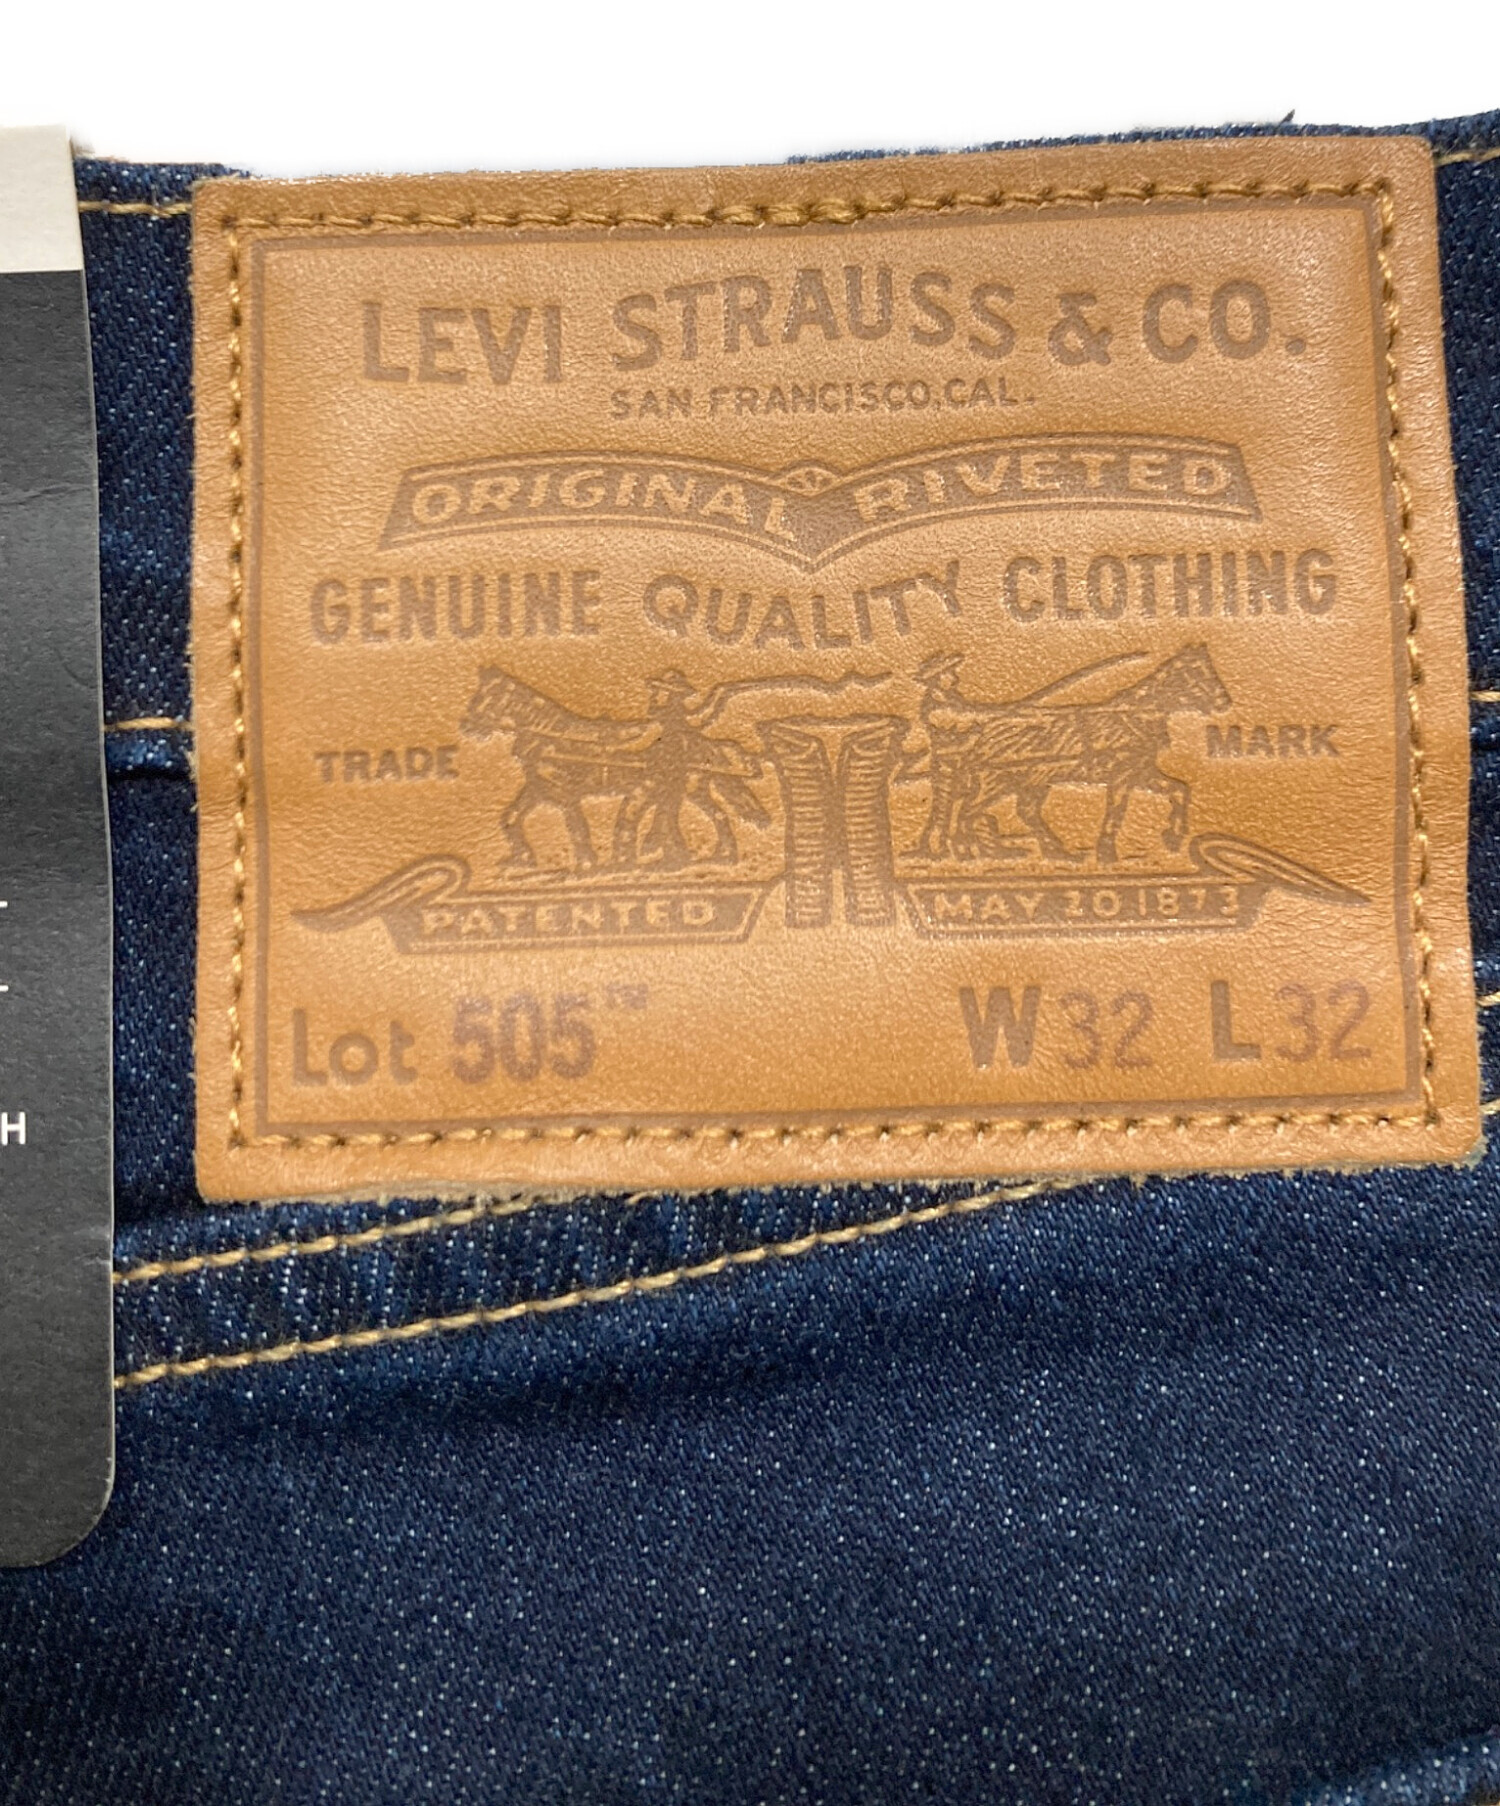 LEVI STRAUSS & CO.
SAN FRANCISCO, CAL.
ORIGINAL RIVETED
GENUINE QUALITY CLOTHING
TRADE MARK
PATENTED MAY 20 1873
Lot 505™ W32 L32
H